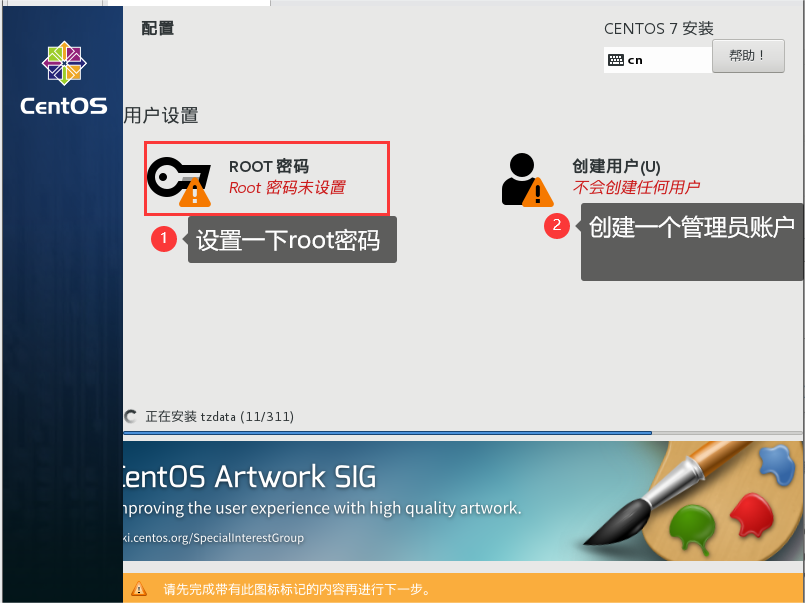 配置
CENTOS 7 安装
cn
帮助！
CentOS
用户设置
ROOT 密码
Root 密码未设置
创建用户(U)
不会创建任何用户
1
设置一下root密码
2
创建一个管理员账户
正在安装 tzdata (11/311)
CentOS Artwork SIG
mproving the user experience with high quality artwork.
ki.centos.org/SpecialInterestGroup
请先完成带有此图标标记的内容再进行下一步。